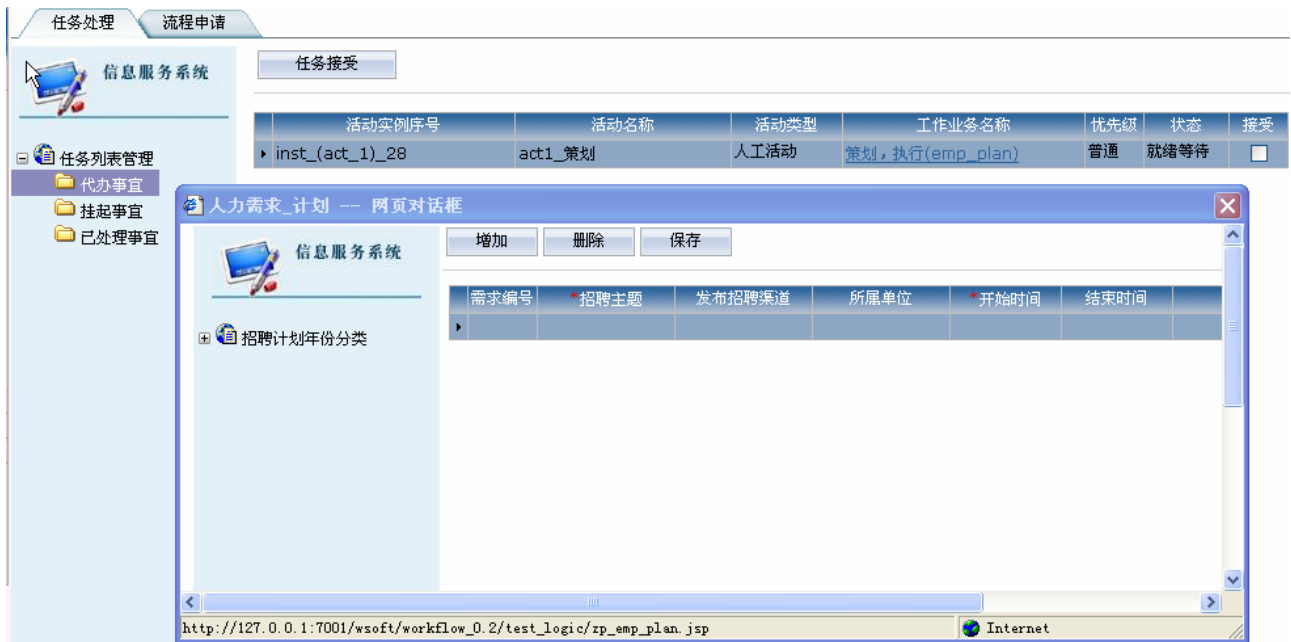 任务处理 流程申请
信息服务系统
任务接受
活动实例序号 活动名称 活动类型 工作业务名称 优先级 状态 接受
inst_(act_1)_28 act1_策划 人工活动 策划，执行(emp_plan) 普通 就绪等待
任务列表管理
代办事宜
挂起事宜
已处理事宜
人力需求_计划 -- 网页对话框
信息服务系统
增加 删除 保存
需求编号 *招聘主题 发布招聘渠道 所属单位 *开始时间 结束时间
招聘计划年份分类
http://127.0.0.1:7001/wsoft/workflow_0.2/test_logic/zp_emp_plan.jsp Internet